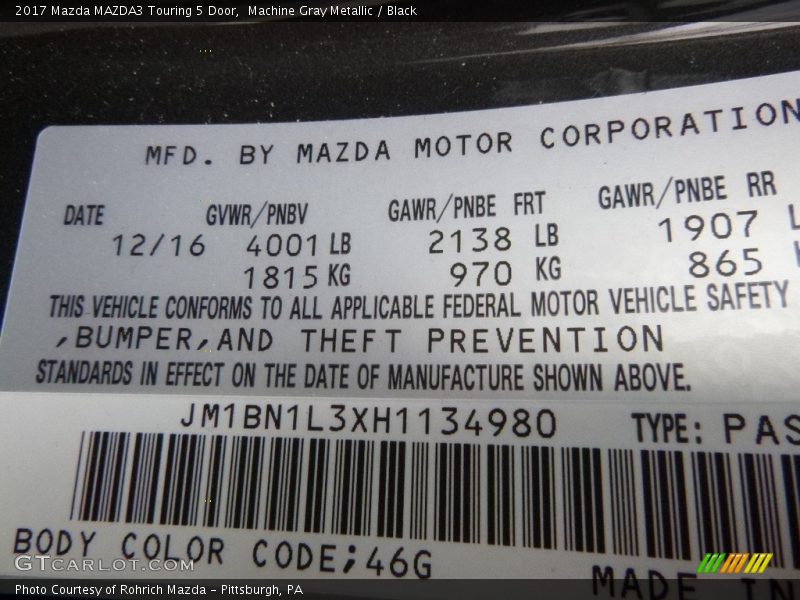 2017 Mazda MAZDA3 Touring 5 Door, Machine Gray Metallic / Black
MFD. BY MAZDA MOTOR CORPORATION
DATE GVWR/PNBV GAWR/PNBE FRT GAWR/PNBE RR
12/16 4001 LB 2138 LB 1907
1815 KG 970 KG 865
THIS VEHICLE CONFORMS TO ALL APPLICABLE FEDERAL MOTOR VEHICLE SAFETY
,BUMPER,AND THEFT PREVENTION
STANDARDS IN EFFECT ON THE DATE OF MANUFACTURE SHOWN ABOVE.
JM1BN1L3XH1134980 TYPE: PAS
BODY COLOR CODE;46G
MADE IN
GTCARLOT.COM
Photo Courtesy of Rohrich Mazda - Pittsburgh, PA